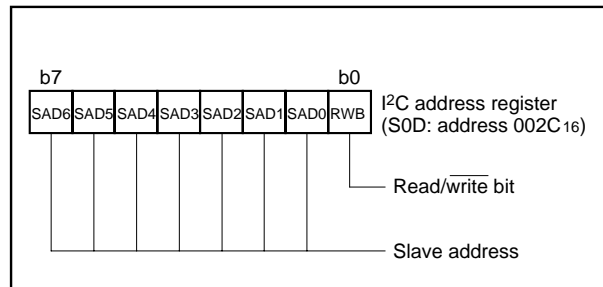 b7 b0
SAD6 SAD5 SAD4 SAD3 SAD2 SAD1 SAD0 RWB
I²C address register
(S0D: address 002C₁₆)
Read/write bit
Slave address